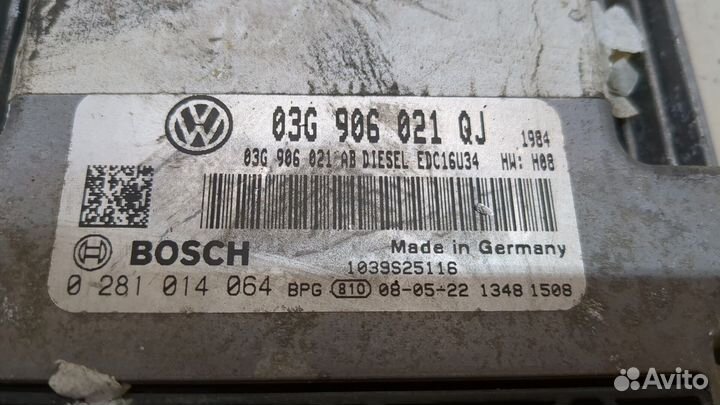 03G 906 021 QJ 1984
03G 906 021 AB DIESEL EDC16U34 HW: H08
BOSCH Made in Germany
1039S25116
0 281 014 064 BPG 810 08-05-22 1348 1508
Avito